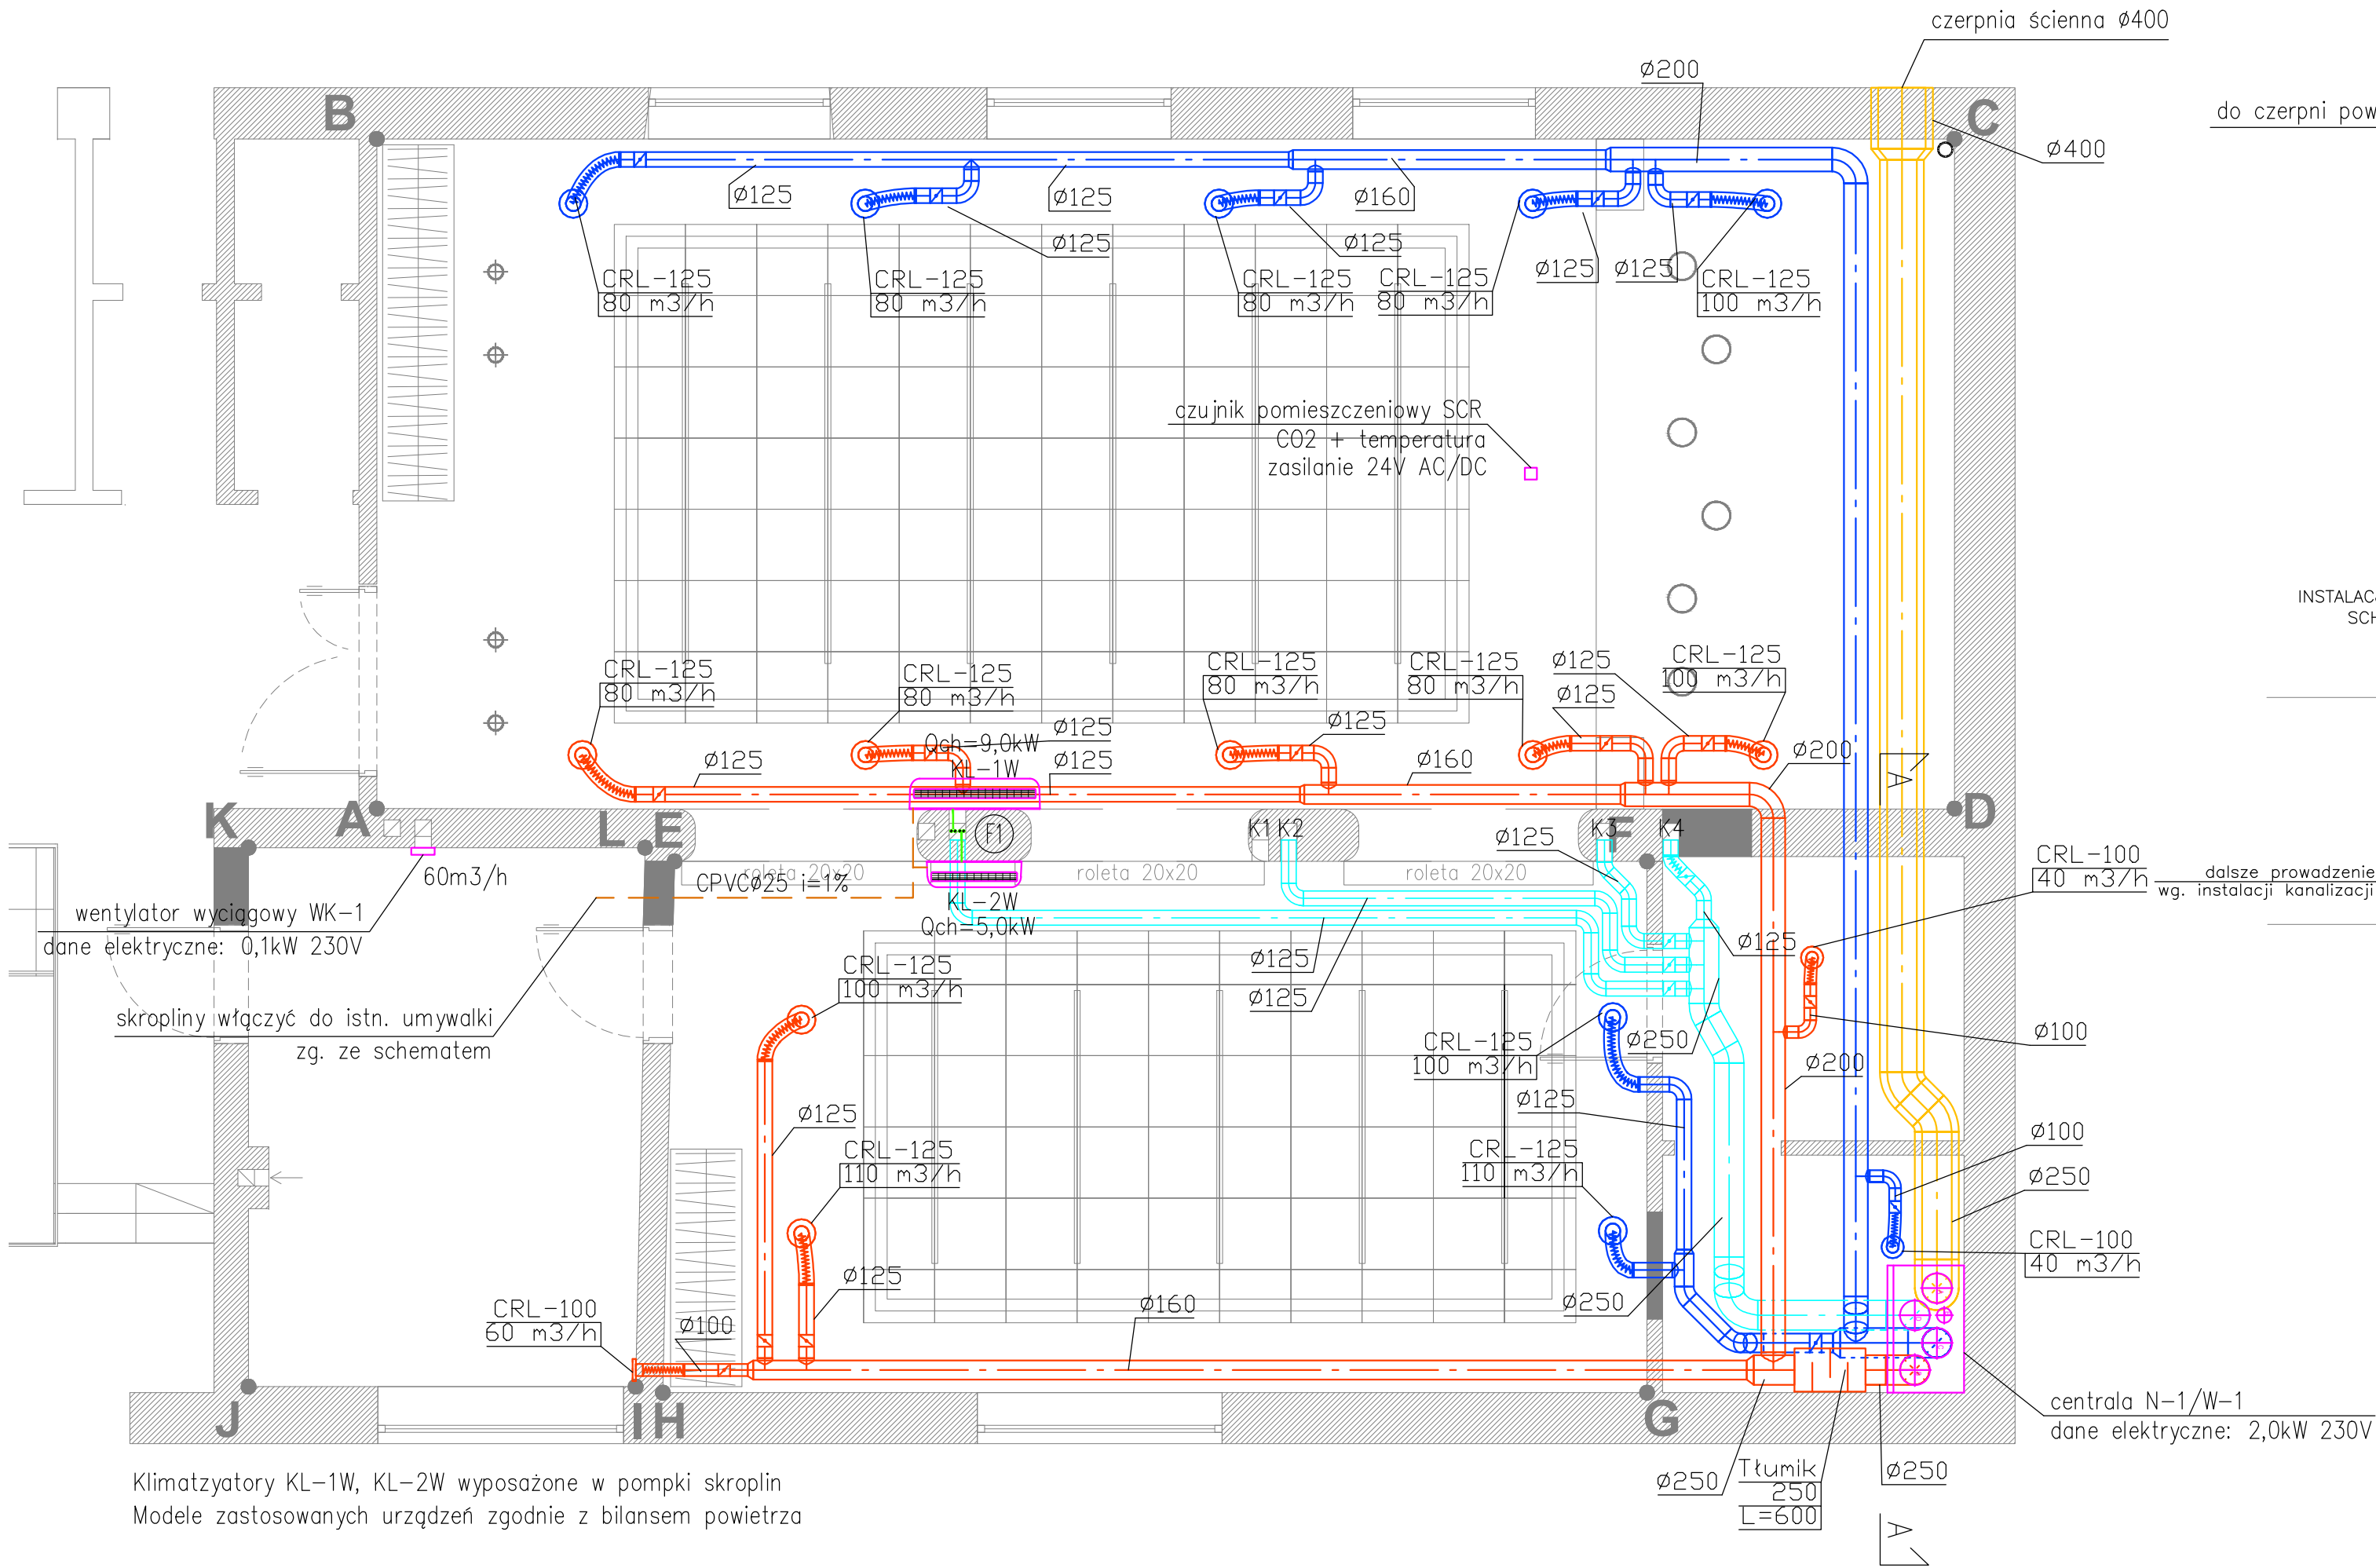 czerpnia ścienna ø400
ø200
B
C
do czerpni pow
ø400
ø125
ø125
ø160
ø125
ø125
ø125
ø125
CRL-125
80 m3/h
CRL-125
80 m3/h
CRL-125
80 m3/h
CRL-125
80 m3/h
CRL-125
100 m3/h
czujnik pomieszczeniowy SCR
CO2 + temperatura
zasilanie 24V AC/DC
INSTALAC
SCH
CRL-125
80 m3/h
CRL-125
80 m3/h
CRL-125
80 m3/h
CRL-125
80 m3/h
ø125
ø125
CRL-125
100 m3/h
ø125
ø125
Qch=9,0kW
KL-1W
ø125
ø125
ø160
ø200
A
K
A
L
E
F1
K1
K2
K3
F
K4
D
ø125
60m3/h
roleta 20x20
CPVCø25 i=1%
roleta 20x20
roleta 20x20
CRL-100
40 m3/h
dalsze prowadzenie
wg. instalacji kanalizacji
wentylator wyciągowy WK-1
dane elektryczne: 0,1kW 230V
KL-2W
Qch=5,0kW
ø125
ø125
ø125
CRL-125
100 m3/h
skropliny włączyć do istn. umywalki
zg. ze schematem
CRL-125
100 m3/h
ø250
ø100
ø200
ø125
ø125
CRL-125
110 m3/h
CRL-125
110 m3/h
ø100
ø250
CRL-100
40 m3/h
ø125
ø250
CRL-100
60 m3/h
ø100
ø160
J
I
H
G
centrala N-1/W-1
dane elektryczne: 2,0kW 230V
Klimatzyatory KL-1W, KL-2W wyposażone w pompki skroplin
Modele zastosowanych urządzeń zgodnie z bilansem powietrza
ø250
Tłumik
250
L=600
ø250
A